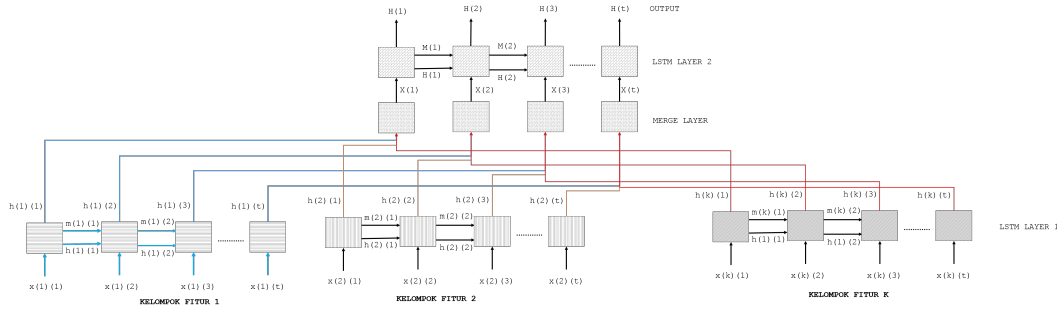 H(1) H(2) H(3) H(t) OUTPUT
M(1) M(2)
LSTM LAYER 2
H(1) H(2)
X(1) X(2) X(3) X(t)
MERGE LAYER
h(1)(1) h(1)(2) h(1)(3) h(1)(t) h(2)(1) h(2)(2) h(2)(3) h(2)(t) h(k)(1) h(k)(2) h(k)(3) h(k)(t)
m(1)(1) m(1)(2) m(2)(1) m(2)(2) m(k)(1) m(k)(2)
LSTM LAYER 1
h(1)(1) h(1)(2) h(2)(1) h(2)(2) h(1)(1) h(1)(2)
x(1)(1) x(1)(2) x(1)(3) x(1)(t) x(2)(1) x(2)(2) x(2)(3) x(2)(t) x(k)(1) x(k)(2) x(k)(3) x(k)(t)
KELOMPOK FITUR 1 KELOMPOK FITUR 2 KELOMPOK FITUR K